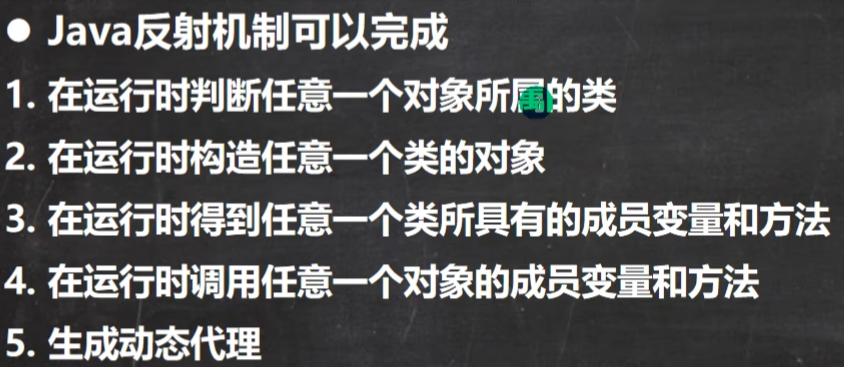 ● Java反射机制可以完成
1. 在运行时判断任意一个对象所属的类
2. 在运行时构造任意一个类的对象
3. 在运行时得到任意一个类所具有的成员变量和方法
4. 在运行时调用任意一个对象的成员变量和方法
5. 生成动态代理